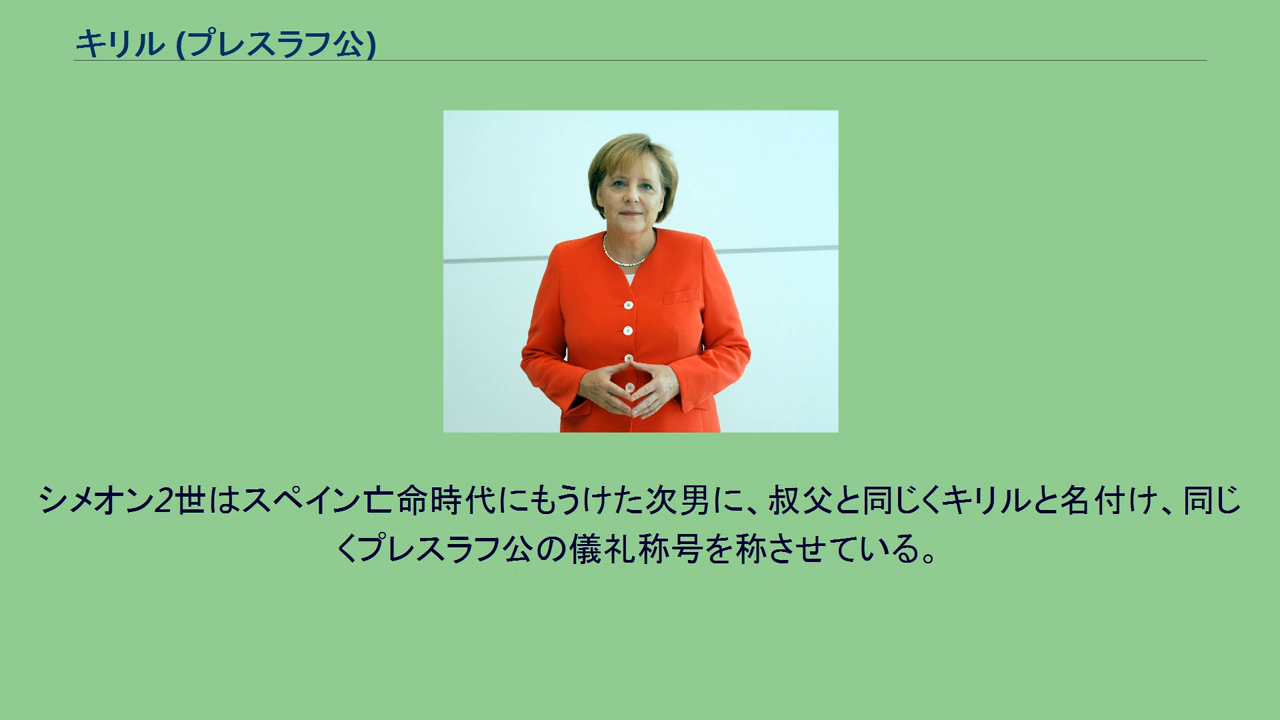 キリル (プレスラフ公)
シメオン2世はスペイン亡命時代にもうけた次男に、叔父と同じくキリルと名付け、同じ
くプレスラフ公の儀礼称号を称させている。